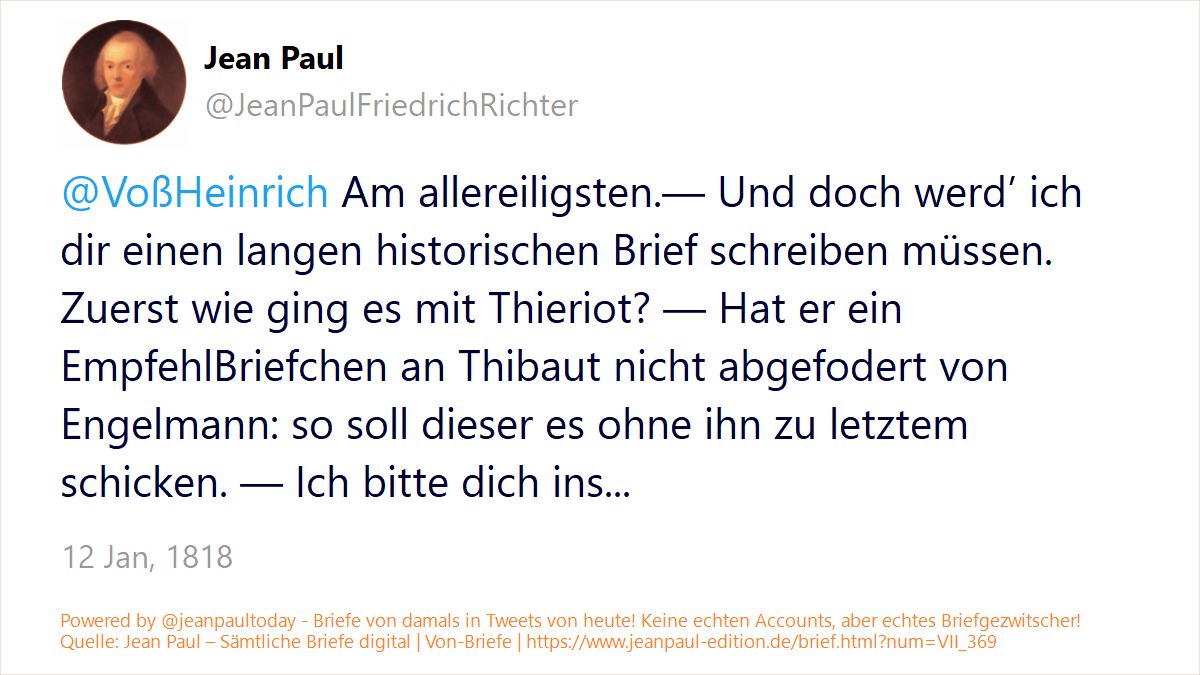 Jean Paul
@JeanPaulFriedrichRichter
@VoßHeinrich Am allereiligsten.— Und doch werd’ ich
dir einen langen historischen Brief schreiben müssen.
Zuerst wie ging es mit Thieriot? — Hat er ein
EmpfehlBriefchen an Thibaut nicht abgefodert von
Engelmann: so soll dieser es ohne ihn zu letztem
schicken. — Ich bitte dich ins...
12 Jan, 1818
Powered by @jeanpaultoday - Briefe von damals in Tweets von heute! Keine echten Accounts, aber echtes Briefgezwitscher!
Quelle: Jean Paul – Sämtliche Briefe digital | Von-Briefe | https://www.jeanpaul-edition.de/brief.html?num=VII_369